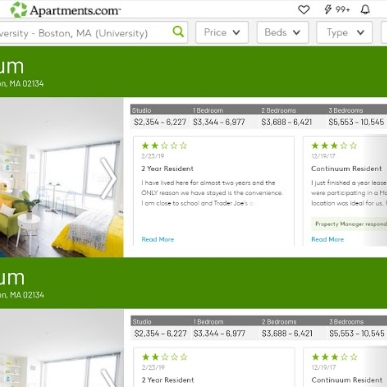 Apartments.com™
99+
versity - Boston, MA (University)
Price
Beds
Type
um
on, MA 02134
Studio 1 Bedroom 2 Bedrooms 3 Bedrooms
$2,354 - 6,227 $3,344 - 6,977 $3,688 - 6,421 $5,553 - 10,545
2/23/19
2 Year Resident
I have lived here for almost two years and the
ONLY reason we have stayed is the convenience.
I am close to school and Trader Joe's
Read More
12/19/17
Continuum Resident
I just finished a year lease
were participating in a
location was ideal for us.
Property Manager respond
Read More
um
on, MA 02134
Studio 1 Bedroom 2 Bedrooms 3 Bedrooms
$2,354 - 6,227 $3,344 - 6,977 $3,688 - 6,421 $5,553 - 10,545
2/23/19
2 Year Resident
12/19/17
Continuum Resident